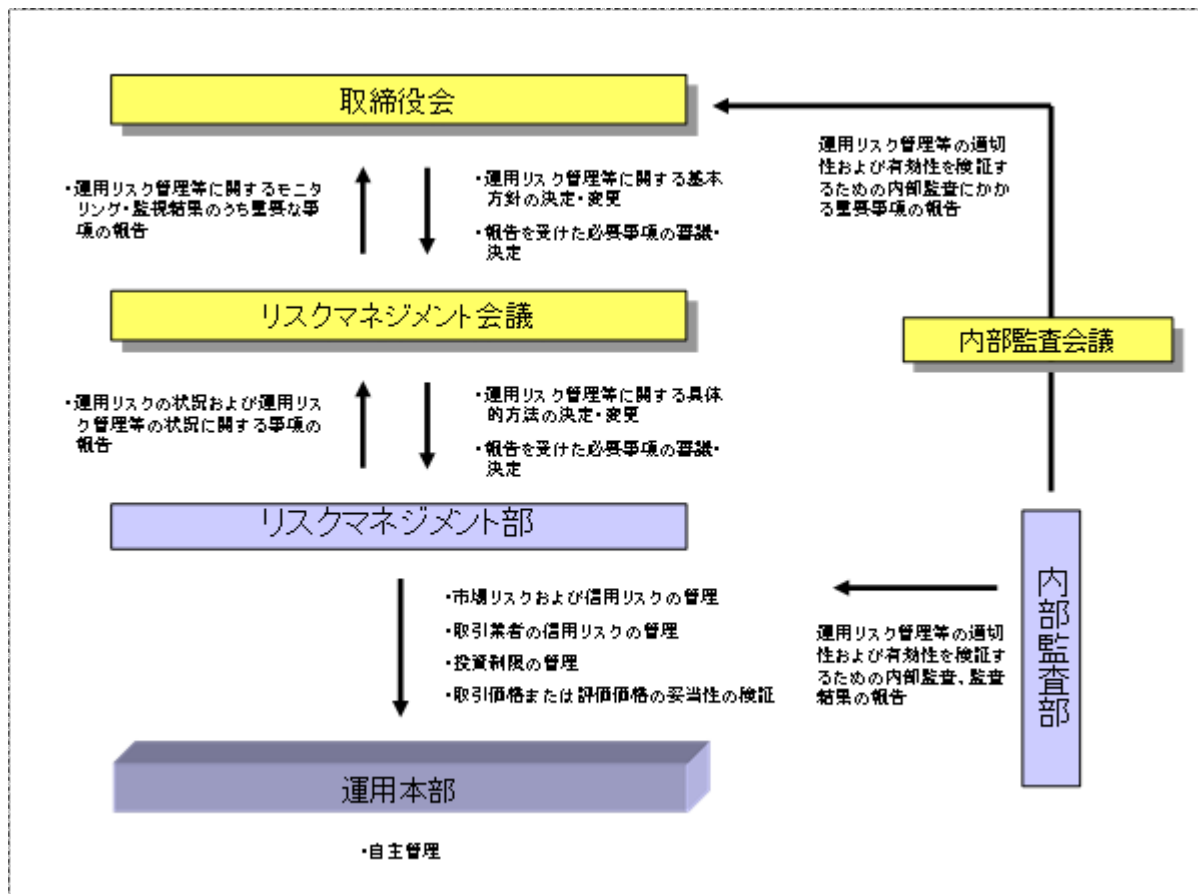 取締役会
・運用リスク管理等に関するモニ
タリング・監視結果のうち重要な事
項の報告
・運用リスク管理等に関する基本
方針の決定・変更
・報告を受けた必要事項の審議・
決定
運用リスク管理等の適切
性および有効性を検証す
るための内部監査にかか
る重要事項の報告
リスクマネジメント会議
内部監査会議
・運用リスクの状況および運用リス
ク管理等の状況に関する事項の
報告
・運用リスク管理等に関する具体
的方法の決定・変更
・報告を受けた必要事項の審議・
決定
リスクマネジメント部
内部監査部
・市場リスクおよび信用リスクの管理
・取引業者の信用リスクの管理
・投資制限の管理
・取引価格または評価価格の妥当性の検証
運用リスク管理等の適切
性および有効性を検証す
るための内部監査、監査
結果の報告
運用本部
・自主管理